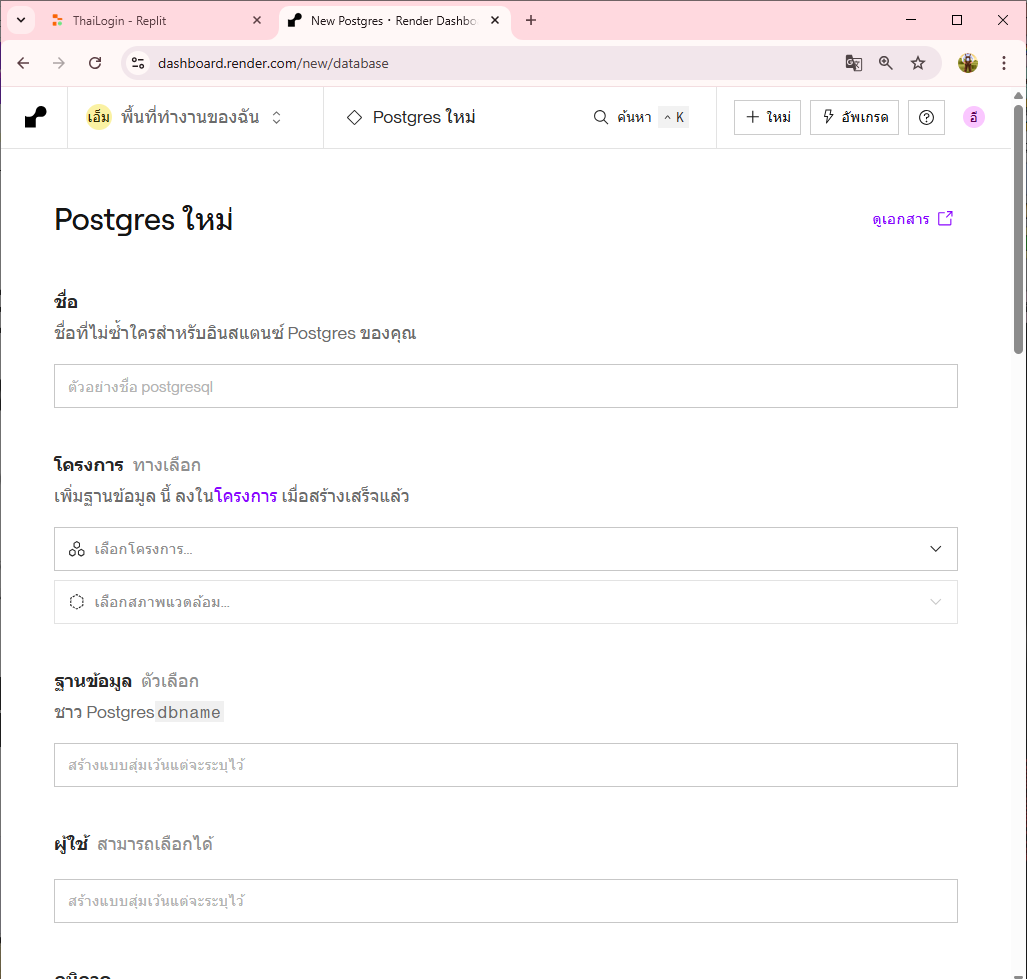 ThaiLogin - Replit
New Postgres · Render Dashbo
dashboard.render.com/new/database
เอ็ม พื้นที่ทำงานของฉัน
Postgres ใหม่
ค้นหา ^ K
+ ใหม่
อัพเกรด
อี
Postgres ใหม่
ดูเอกสาร
ชื่อ
ชื่อที่ไม่ซ้ำใครสำหรับอินสแตนซ์ Postgres ของคุณ
ตัวอย่างชื่อ postgresql
โครงการ ทางเลือก
เพิ่มฐานข้อมูล นี้ ลงในโครงการ เมื่อสร้างเสร็จแล้ว
เลือกโครงการ...
เลือกสภาพแวดล้อม...
ฐานข้อมูล ตัวเลือก
ชาว Postgres dbname
สร้างแบบสุ่มเว้นแต่จะระบุไว้
ผู้ใช้ สามารถเลือกได้
สร้างแบบสุ่มเว้นแต่จะระบุไว้